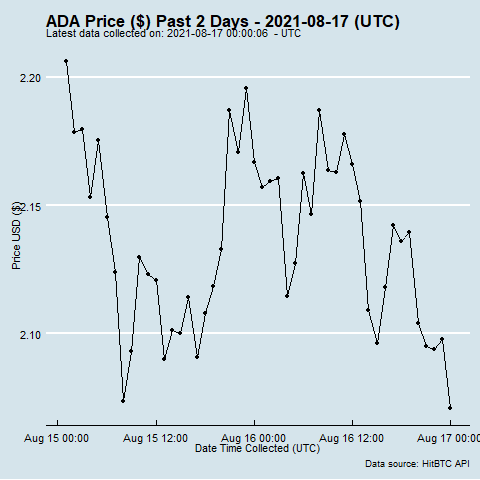 ADA Price ($) Past 2 Days - 2021-08-17 (UTC)
Latest data collected on: 2021-08-17 00:00:06 - UTC
2.20
2.15
2.10
Price USD ($)
Aug 15 00:00 Aug 15 12:00 Aug 16 00:00 Aug 16 12:00 Aug 17 00:0
Date Time Collected (UTC)
Data source: HitBTC API